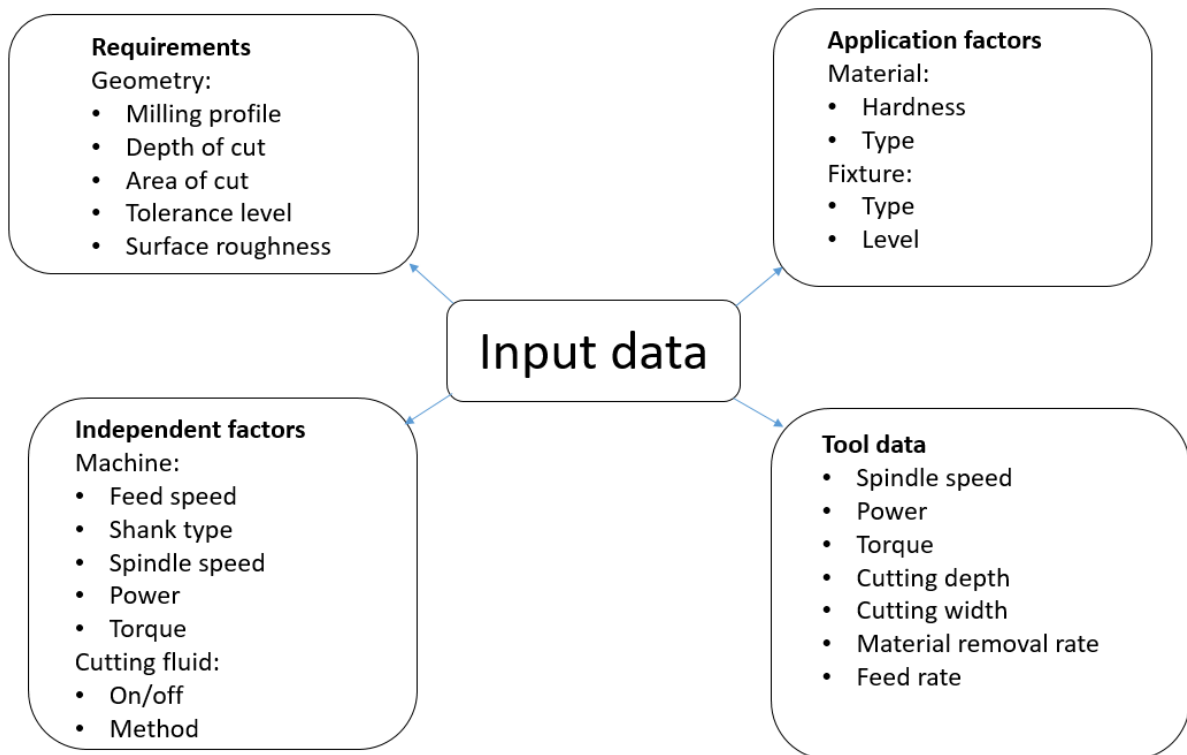 Requirements
Geometry:
• Milling profile
• Depth of cut
• Area of cut
• Tolerance level
• Surface roughness
Application factors
Material:
• Hardness
• Type
Fixture:
• Type
• Level
Input data
Independent factors
Machine:
• Feed speed
• Shank type
• Spindle speed
• Power
• Torque
Cutting fluid:
• On/off
• Method
Tool data
• Spindle speed
• Power
• Torque
• Cutting depth
• Cutting width
• Material removal rate
• Feed rate